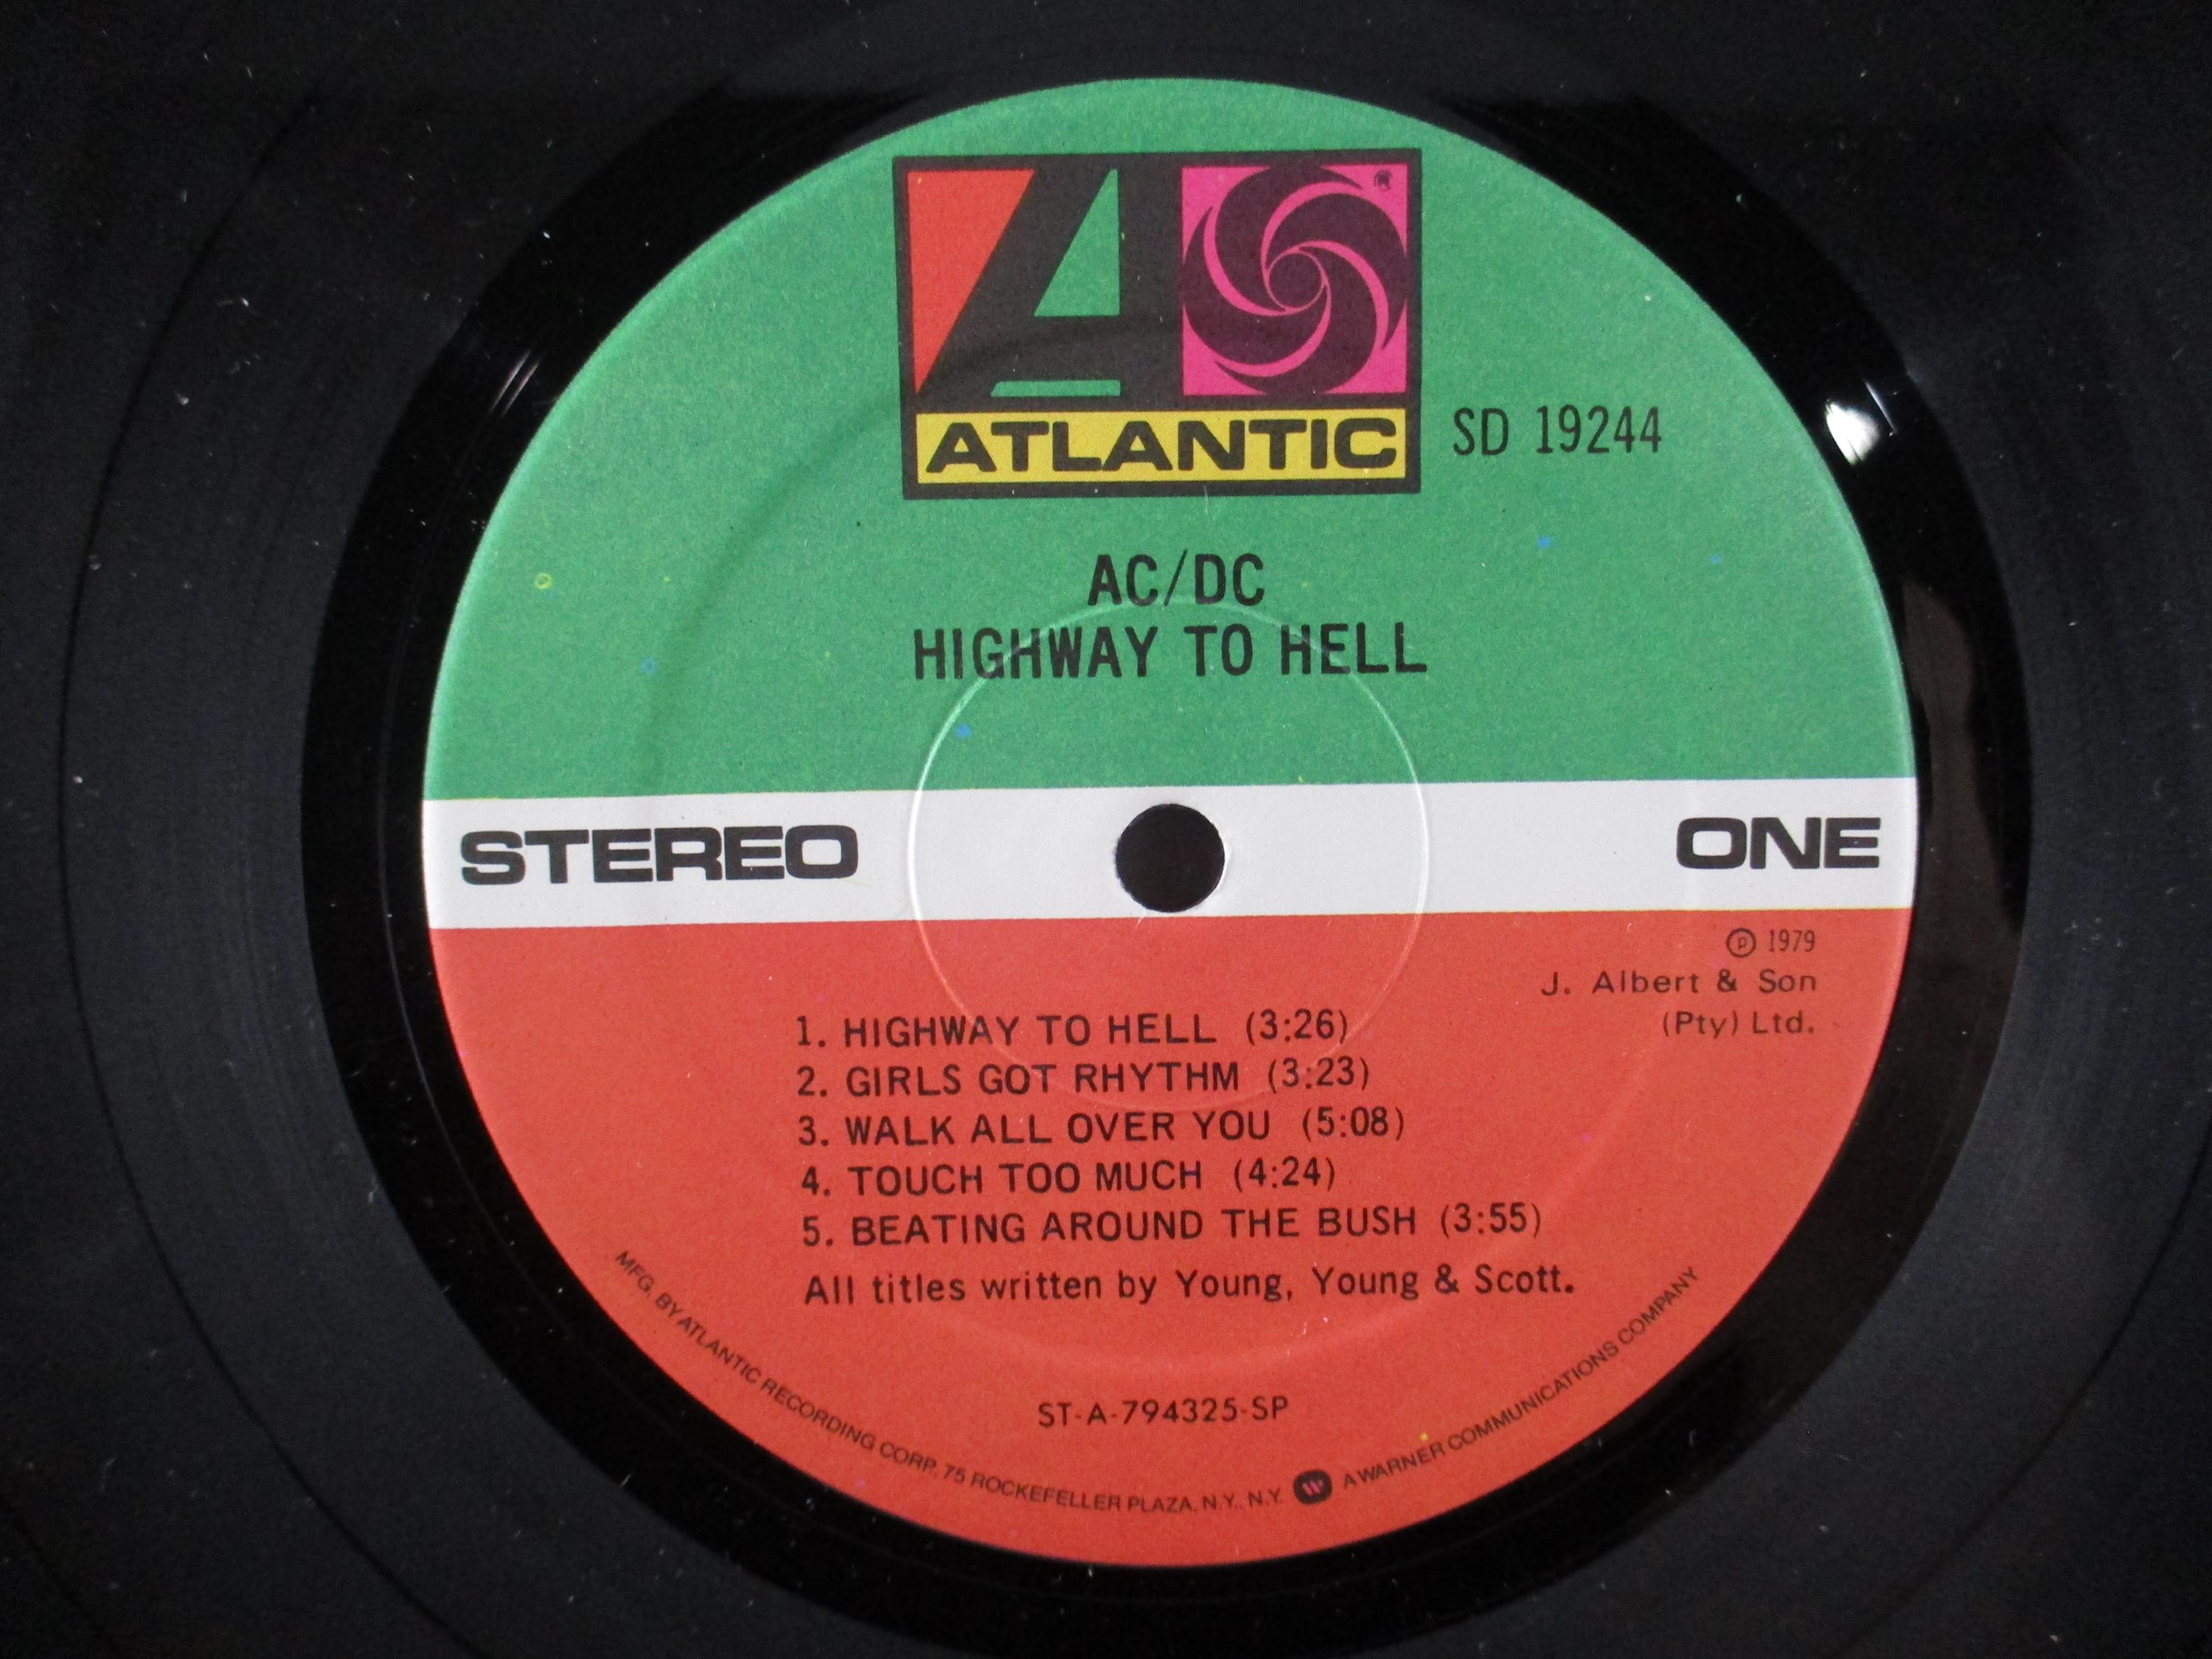 A
®
ATLANTIC
SD 19244
AC/DC
HIGHWAY TO HELL
STEREO
ONE
℗ 1979
J. Albert & Son
(Pty) Ltd.
1. HIGHWAY TO HELL (3:26)
2. GIRLS GOT RHYTHM (3:23)
3. WALK ALL OVER YOU (5:08)
4. TOUCH TOO MUCH (4:24)
5. BEATING AROUND THE BUSH (3:55)
All titles written by Young, Young & Scott.
ST-A-794325-SP
MFG. BY ATLANTIC RECORDING CORP., 75 ROCKEFELLER PLAZA, N.Y., N.Y. W A WARNER COMMUNICATIONS COMPANY